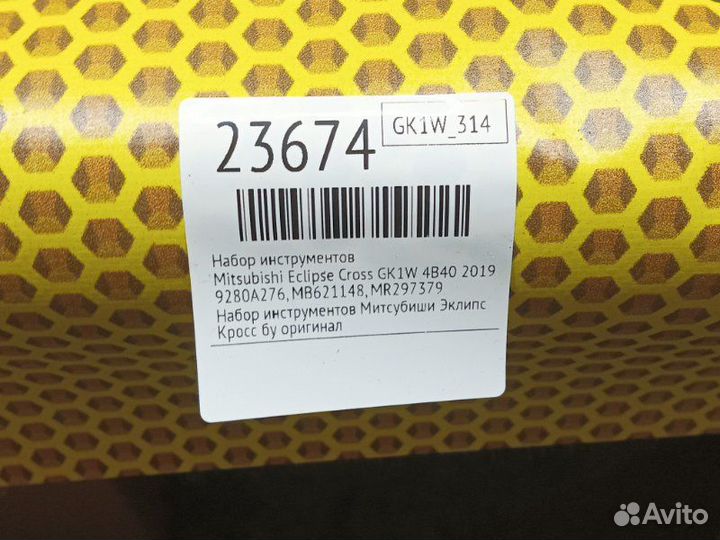 23674
GK1W_314
Набор инструментов
Mitsubishi Eclipse Cross GK1W 4B40 2019
9280A276, MB621148, MR297379
Набор инструментов Митсубиши Эклипс
Кросс бу оригинал
Avito